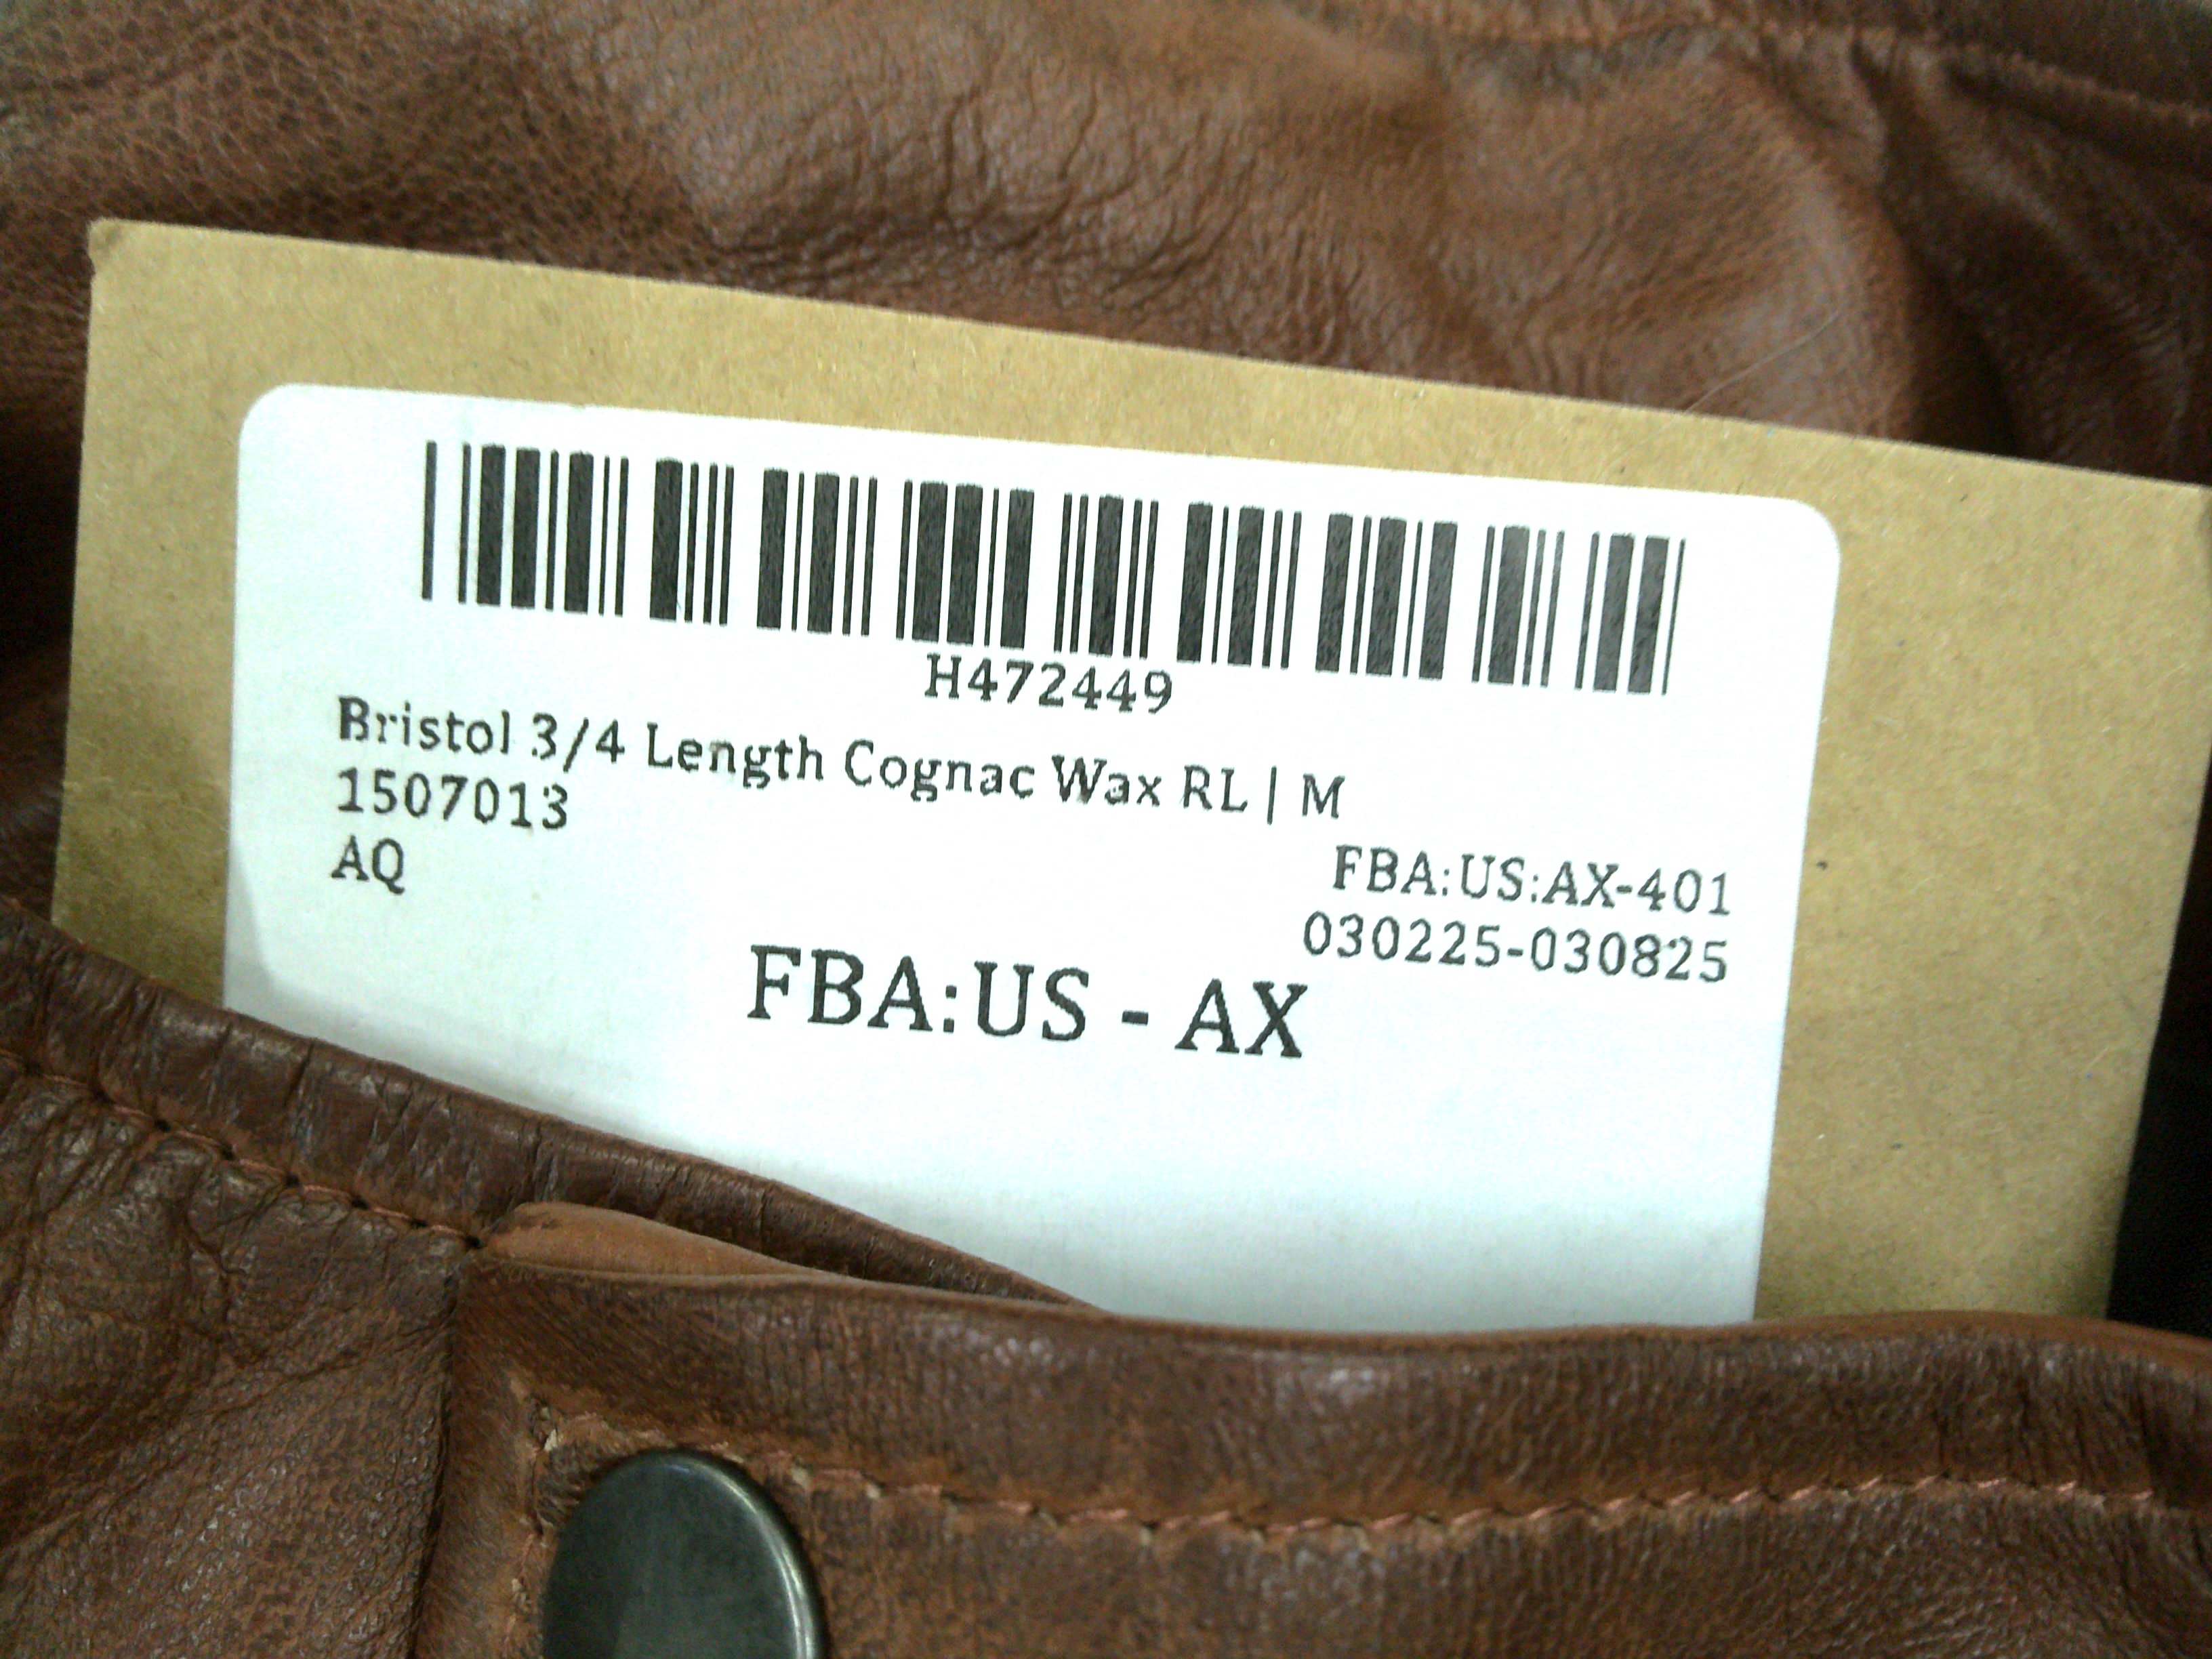 H472449
Bristol 3/4 Length Cognac Wax RL | M
1507013
AQ
FBA:US:AX-401
030225-030825
FBA:US - AX